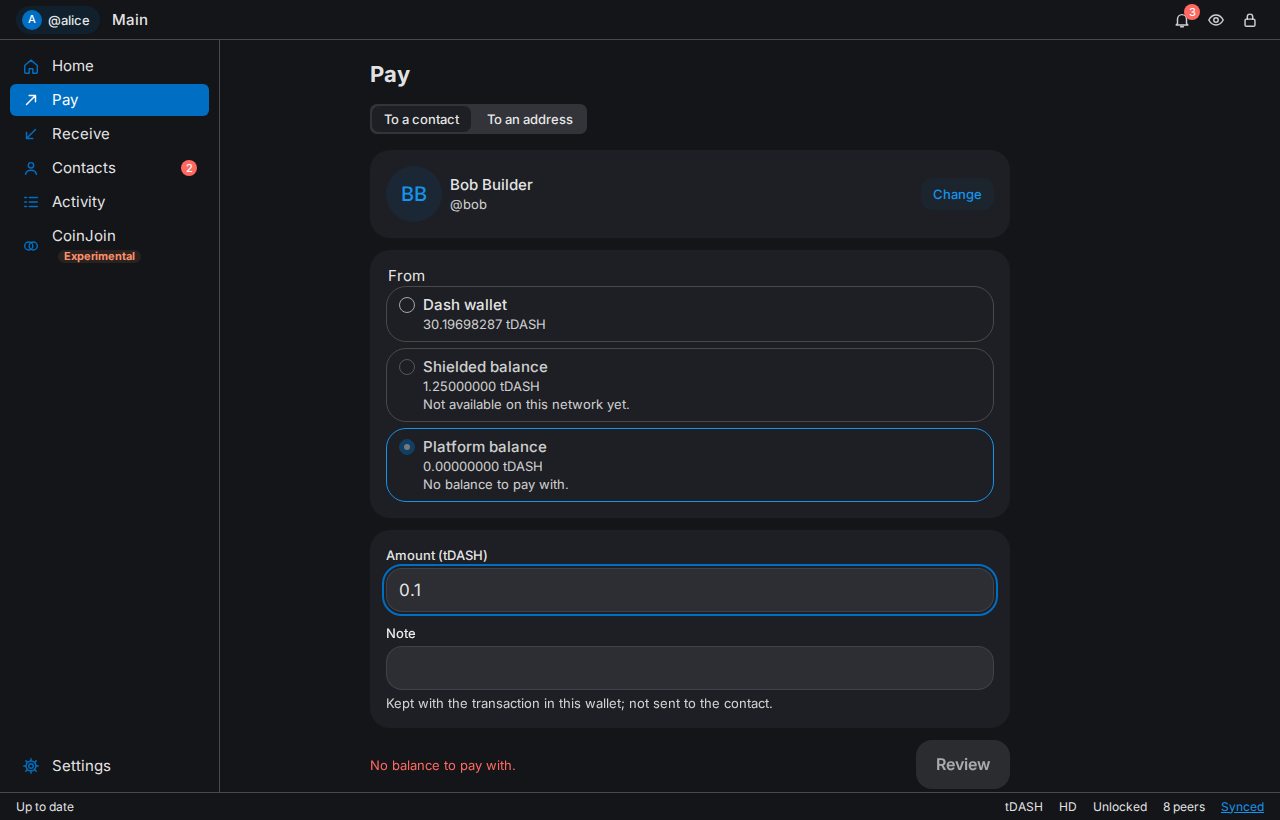 A @alice Main 3
Home
Pay
Receive
Contacts 2
Activity
CoinJoin
Experimental
Settings
Pay
To a contact To an address
BB
Bob Builder
@bob
Change
From
Dash wallet
30.19698287 tDASH
Shielded balance
1.25000000 tDASH
Not available on this network yet.
Platform balance
0.00000000 tDASH
No balance to pay with.
Amount (tDASH)
0.1
Note
Kept with the transaction in this wallet; not sent to the contact.
No balance to pay with. Review
Up to date tDASH HD Unlocked 8 peers Synced